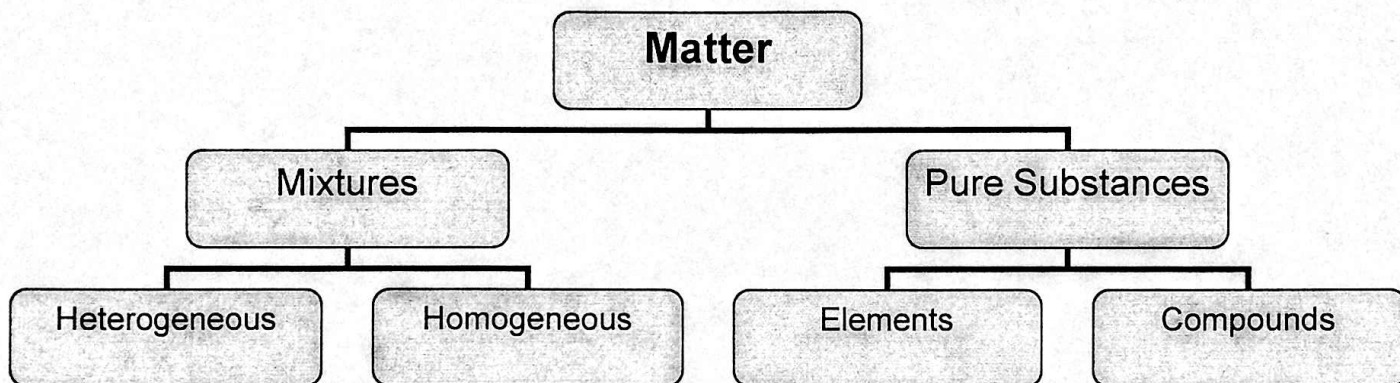 Matter
Mixtures
Pure Substances
Heterogeneous
Homogeneous
Elements
Compounds